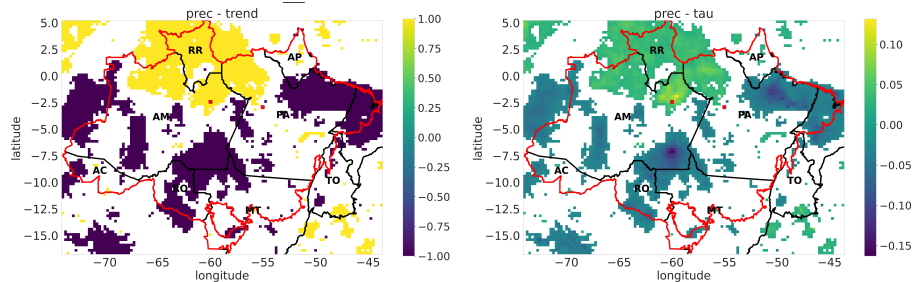 prec - trend
5.0
2.5
0.0
−2.5
−5.0
−7.5
−10.0
−12.5
−15.0
latitude
RR
AP
AM
PA
AC
RO
TO
MT
−70
−65
−60
−55
−50
−45
longitude
1.00
0.75
0.50
0.25
0.00
−0.25
−0.50
−0.75
−1.00
prec - tau
5.0
2.5
0.0
−2.5
−5.0
−7.5
−10.0
−12.5
−15.0
latitude
RR
AP
AM
PA
AC
RO
TO
MT
−70
−65
−60
−55
−50
−45
longitude
0.10
0.05
0.00
−0.05
−0.10
−0.15